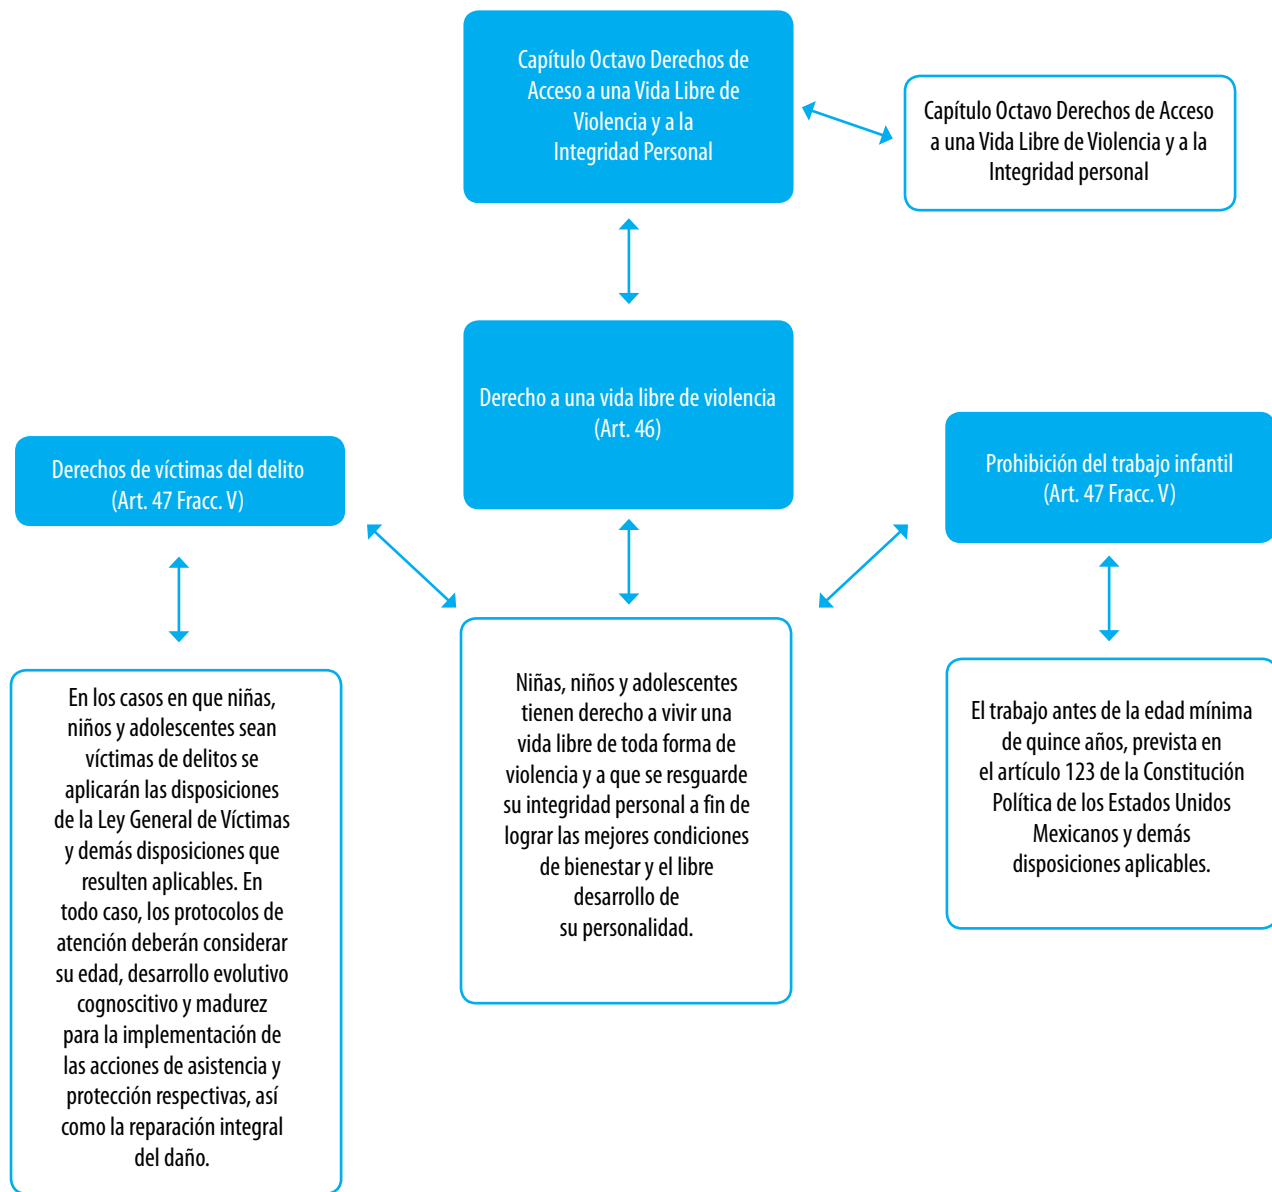 Capítulo Octavo Derechos de
Acceso a una Vida Libre de
Violencia y a la
Integridad Personal
Capítulo Octavo Derechos de Acceso
a una Vida Libre de Violencia y a la
Integridad personal
Derecho a una vida libre de violencia
(Art. 46)
Derechos de víctimas del delito
(Art. 47 Fracc. V)
Prohibición del trabajo infantil
(Art. 47 Fracc. V)
En los casos en que niñas,
niños y adolescentes sean
víctimas de delitos se
aplicarán las disposiciones
de la Ley General de Víctimas
y demás disposiciones que
resulten aplicables. En
todo caso, los protocolos de
atención deberán considerar
su edad, desarrollo evolutivo
cognoscitivo y madurez
para la implementación de
las acciones de asistencia y
protección respectivas, así
como la reparación integral
del daño.
Niñas, niños y adolescentes
tienen derecho a vivir una
vida libre de toda forma de
violencia y a que se resguarde
su integridad personal a fin de
lograr las mejores condiciones
de bienestar y el libre
desarrollo de
su personalidad.
El trabajo antes de la edad mínima
de quince años, prevista en
el artículo 123 de la Constitución
Política de los Estados Unidos
Mexicanos y demás
disposiciones aplicables.